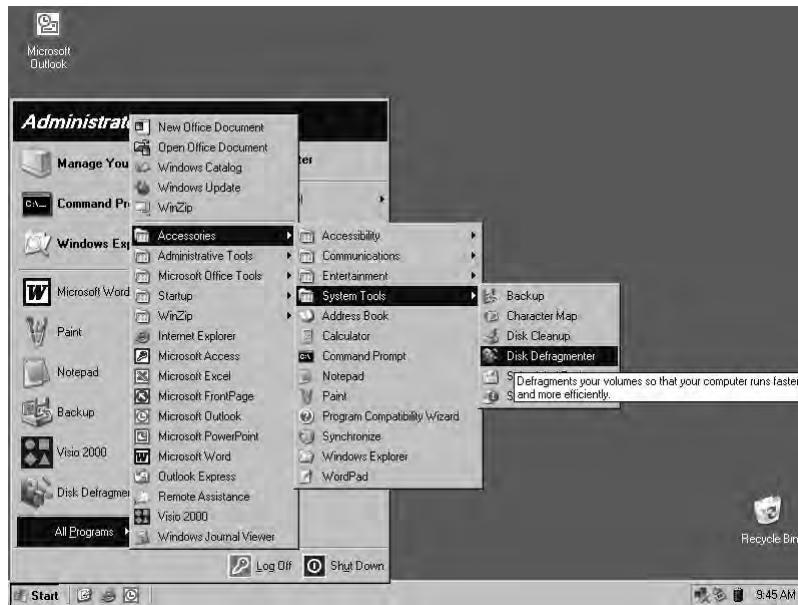 Microsoft
Outlook
Administrat
Manage You
Command Pr
Windows Exp
Microsoft Word
Paint
Notepad
Backup
Visio 2000
Disk Defragmen
All Programs
New Office Document
Open Office Document
Windows Catalog
Windows Update
WinZip
Accessories
Administrative Tools
Microsoft Office Tools
Startup
WinZip
Internet Explorer
Microsoft Access
Microsoft Excel
Microsoft FrontPage
Microsoft Outlook
Microsoft PowerPoint
Microsoft Word
Outlook Express
Remote Assistance
Visio 2000
Windows Journal Viewer
Accessibility
Communications
Entertainment
System Tools
Address Book
Calculator
Command Prompt
Notepad
Paint
Program Compatibility Wizard
Synchronize
Windows Explorer
WordPad
Backup
Character Map
Disk Cleanup
Disk Defragmenter
Defragments your volumes so that your computer runs faster
and more efficiently.
Log Off
Shut Down
Recycle Bin
Start
9:45 AM